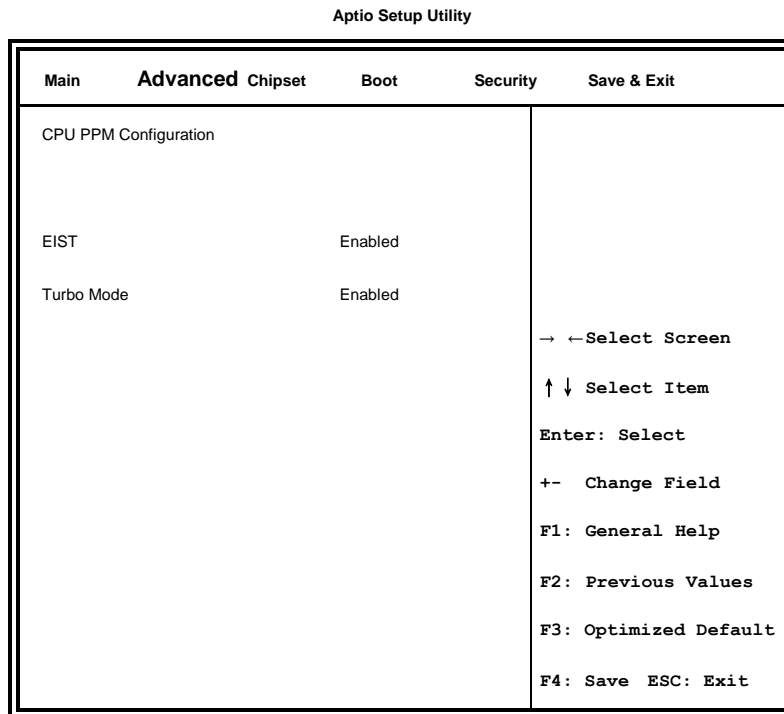 Aptio Setup Utility
Main Advanced Chipset Boot Security Save & Exit
CPU PPM Configuration
EIST Enabled
Turbo Mode Enabled
→ ←Select Screen
↑↓ Select Item
Enter: Select
+- Change Field
F1: General Help
F2: Previous Values
F3: Optimized Default
F4: Save ESC: Exit